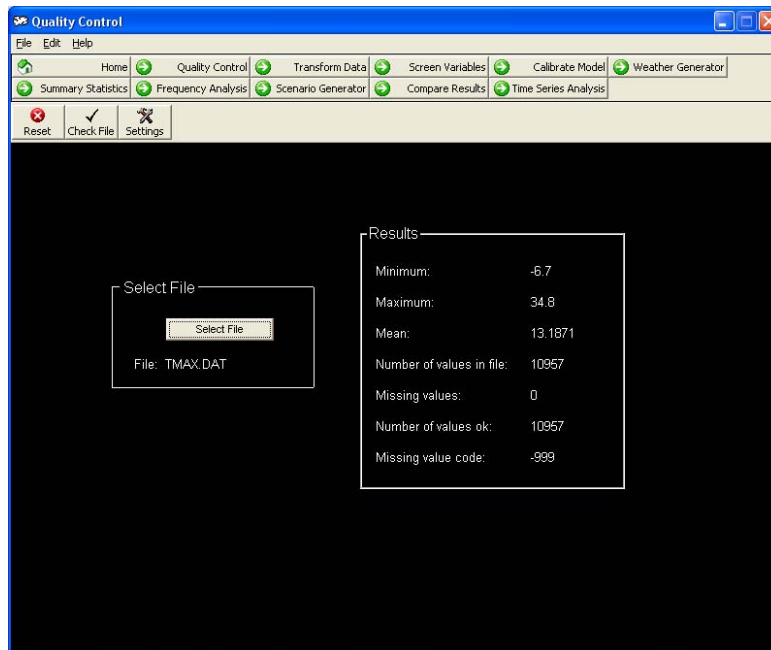 Quality Control
File Edit Help
Home Quality Control Transform Data Screen Variables Calibrate Model Weather Generator
Summary Statistics Frequency Analysis Scenario Generator Compare Results Time Series Analysis
Reset Check File Settings
Select File
Select File
File: TMAX.DAT
Results
Minimum: -6.7
Maximum: 34.8
Mean: 13.1871
Number of values in file: 10957
Missing values: 0
Number of values ok: 10957
Missing value code: -999